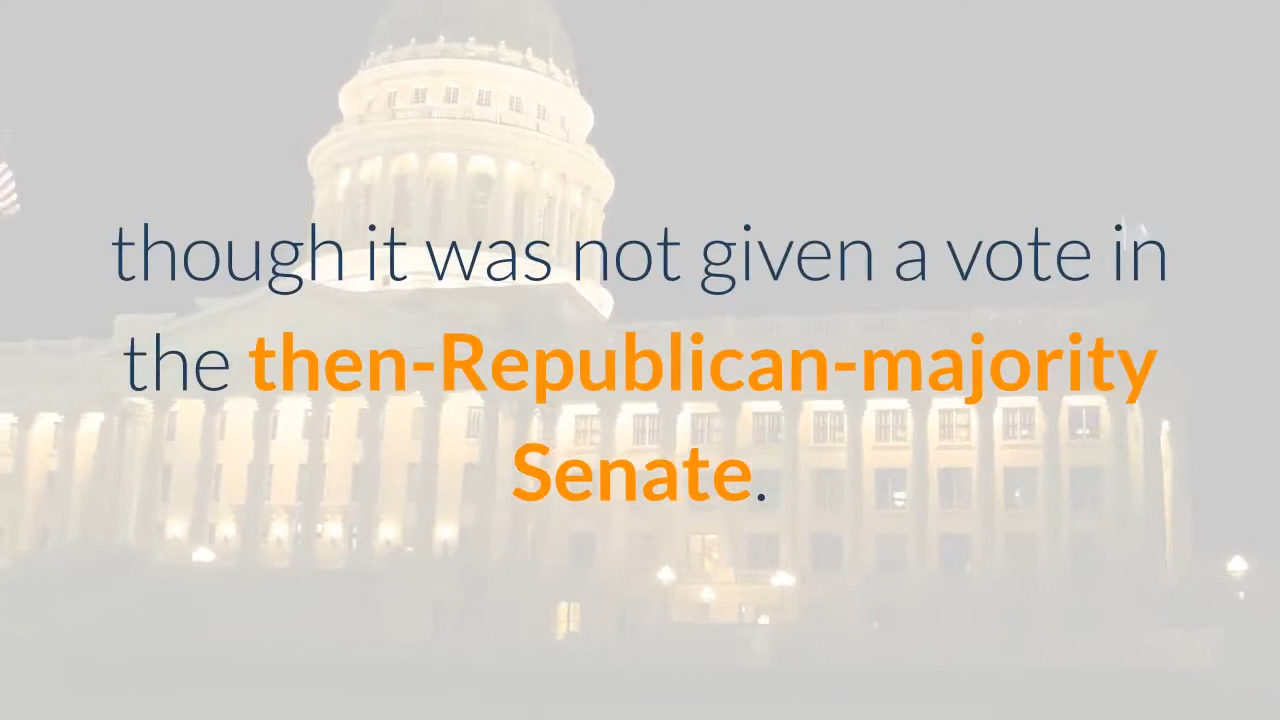 though it was not given a vote in
the then-Republican-majority
Senate.